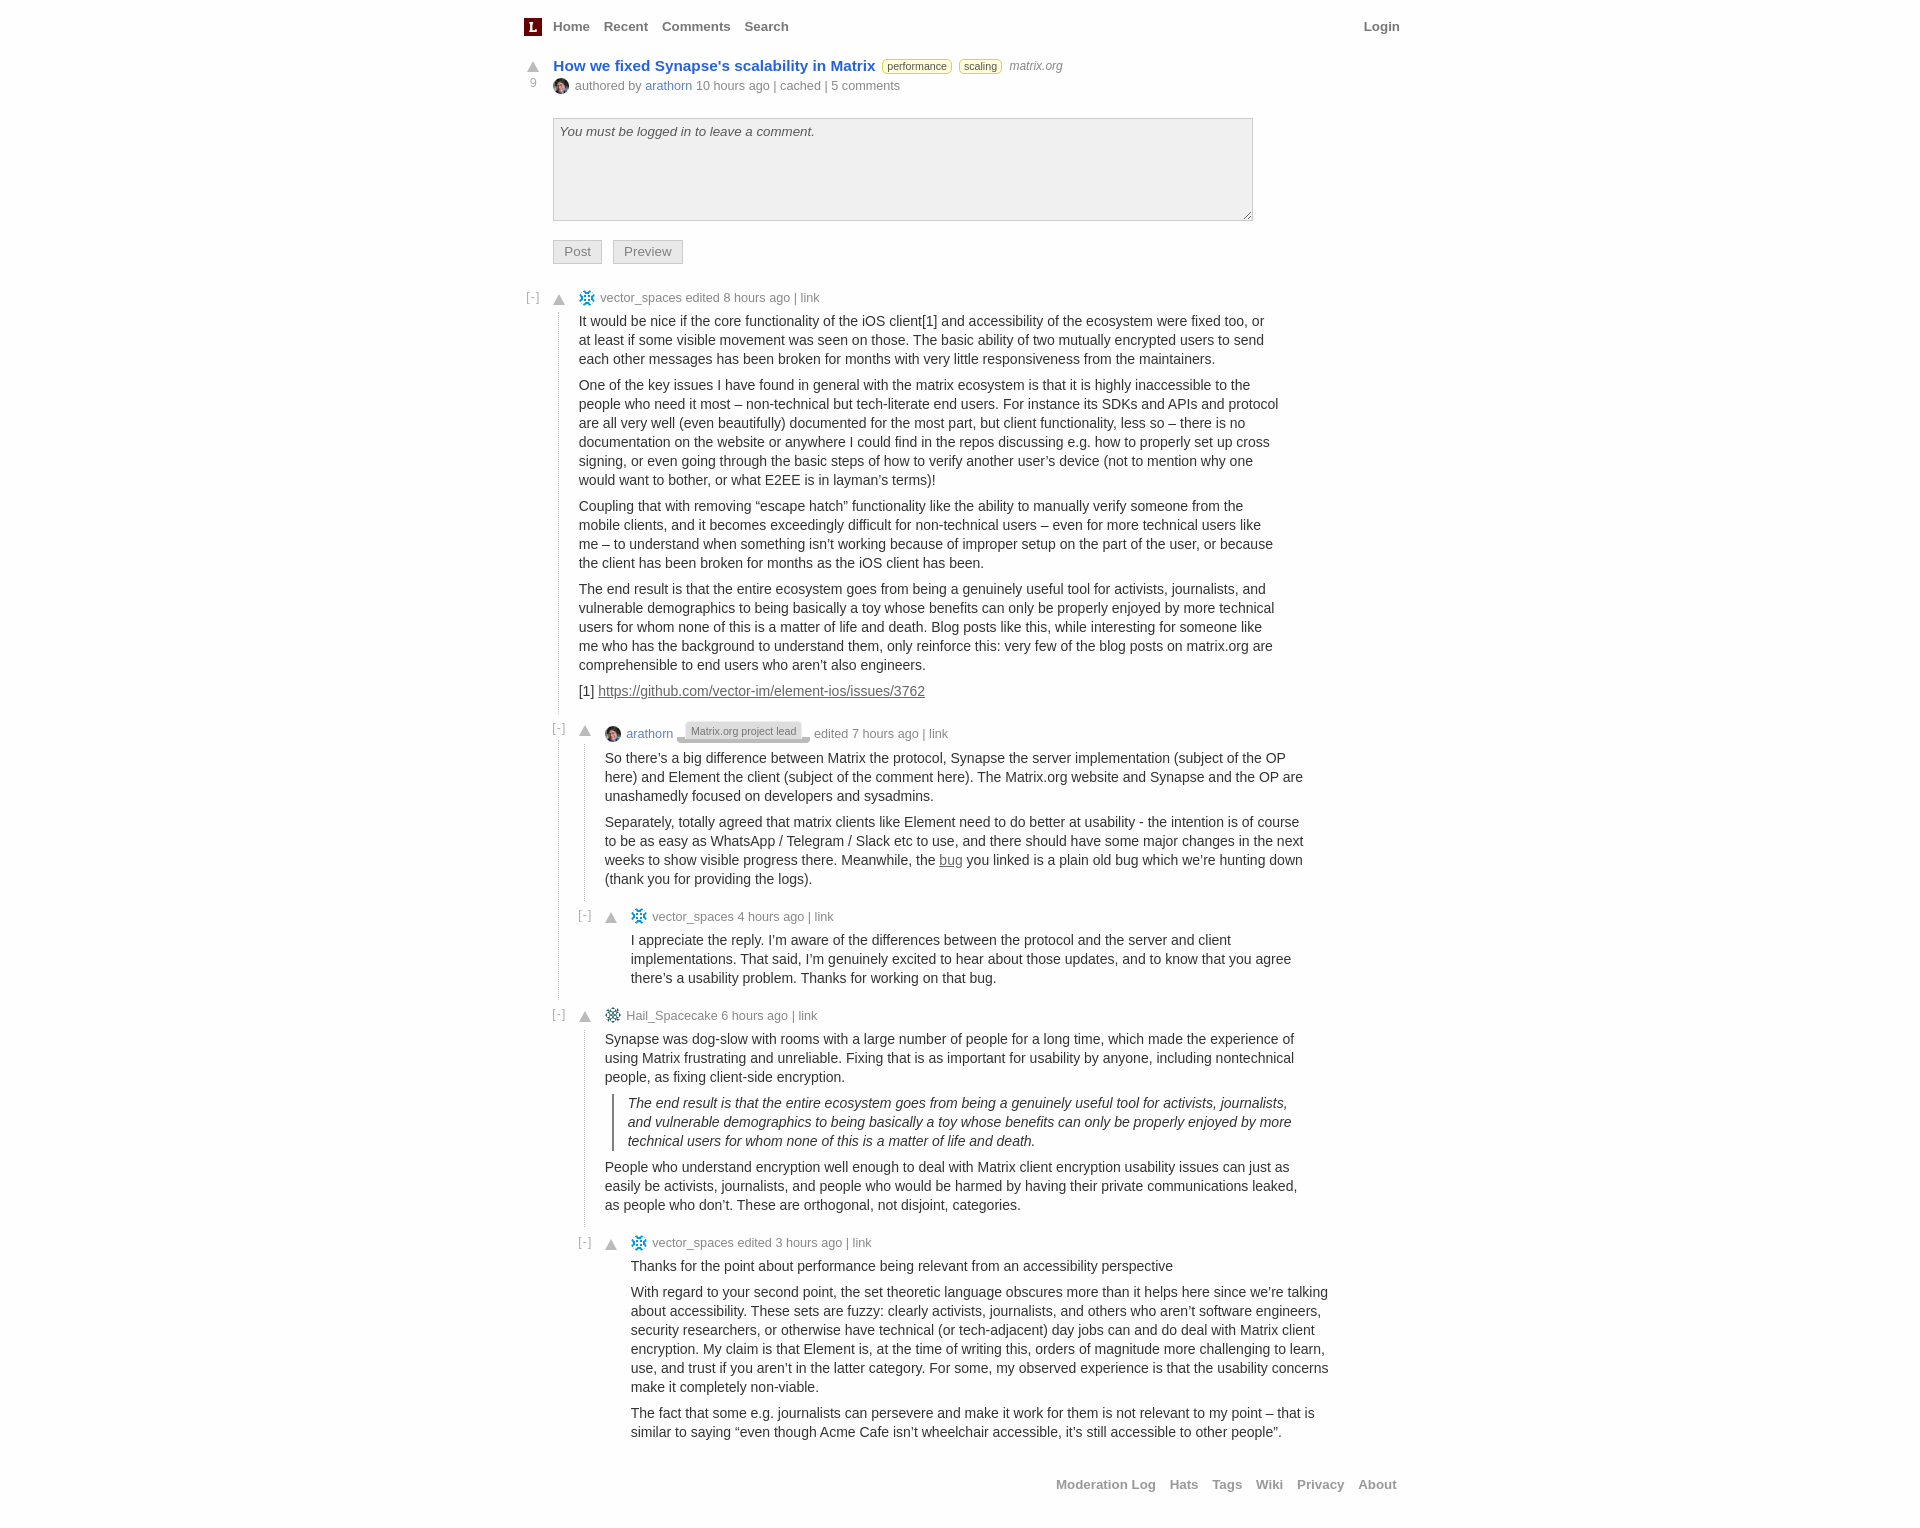 L Home Recent Comments Search Login
How we fixed Synapse's scalability in Matrix performance scaling matrix.org
9
authored by arathorn 10 hours ago | cached | 5 comments
You must be logged in to leave a comment.
Post Preview
[-] vector_spaces edited 8 hours ago | link
It would be nice if the core functionality of the iOS client[1] and accessibility of the ecosystem were fixed too, or
at least if some visible movement was seen on those. The basic ability of two mutually encrypted users to send
each other messages has been broken for months with very little responsiveness from the maintainers.
One of the key issues I have found in general with the matrix ecosystem is that it is highly inaccessible to the
people who need it most – non-technical but tech-literate end users. For instance its SDKs and APIs and protocol
are all very well (even beautifully) documented for the most part, but client functionality, less so – there is no
documentation on the website or anywhere I could find in the repos discussing e.g. how to properly set up cross
signing, or even going through the basic steps of how to verify another user’s device (not to mention why one
would want to bother, or what E2EE is in layman’s terms)!
Coupling that with removing “escape hatch” functionality like the ability to manually verify someone from the
mobile clients, and it becomes exceedingly difficult for non-technical users – even for more technical users like
me – to understand when something isn’t working because of improper setup on the part of the user, or because
the client has been broken for months as the iOS client has been.
The end result is that the entire ecosystem goes from being a genuinely useful tool for activists, journalists, and
vulnerable demographics to being basically a toy whose benefits can only be properly enjoyed by more technical
users for whom none of this is a matter of life and death. Blog posts like this, while interesting for someone like
me who has the background to understand them, only reinforce this: very few of the blog posts on matrix.org are
comprehensible to end users who aren’t also engineers.
[1] https://github.com/vector-im/element-ios/issues/3762
[-] arathorn Matrix.org project lead edited 7 hours ago | link
So there’s a big difference between Matrix the protocol, Synapse the server implementation (subject of the OP
here) and Element the client (subject of the comment here). The Matrix.org website and Synapse and the OP are
unashamedly focused on developers and sysadmins.
Separately, totally agreed that matrix clients like Element need to do better at usability - the intention is of course
to be as easy as WhatsApp / Telegram / Slack etc to use, and there should have some major changes in the next
weeks to show visible progress there. Meanwhile, the bug you linked is a plain old bug which we’re hunting down
(thank you for providing the logs).
[-] vector_spaces 4 hours ago | link
I appreciate the reply. I’m aware of the differences between the protocol and the server and client
implementations. That said, I’m genuinely excited to hear about those updates, and to know that you agree
there’s a usability problem. Thanks for working on that bug.
[-] Hail_Spacecake 6 hours ago | link
Synapse was dog-slow with rooms with a large number of people for a long time, which made the experience of
using Matrix frustrating and unreliable. Fixing that is as important for usability by anyone, including nontechnical
people, as fixing client-side encryption.
The end result is that the entire ecosystem goes from being a genuinely useful tool for activists, journalists,
and vulnerable demographics to being basically a toy whose benefits can only be properly enjoyed by more
technical users for whom none of this is a matter of life and death.
People who understand encryption well enough to deal with Matrix client encryption usability issues can just as
easily be activists, journalists, and people who would be harmed by having their private communications leaked,
as people who don’t. These are orthogonal, not disjoint, categories.
[-] vector_spaces edited 3 hours ago | link
Thanks for the point about performance being relevant from an accessibility perspective
With regard to your second point, the set theoretic language obscures more than it helps here since we’re talking
about accessibility. These sets are fuzzy: clearly activists, journalists, and others who aren’t software engineers,
security researchers, or otherwise have technical (or tech-adjacent) day jobs can and do deal with Matrix client
encryption. My claim is that Element is, at the time of writing this, orders of magnitude more challenging to learn,
use, and trust if you aren’t in the latter category. For some, my observed experience is that the usability concerns
make it completely non-viable.
The fact that some e.g. journalists can persevere and make it work for them is not relevant to my point – that is
similar to saying “even though Acme Cafe isn’t wheelchair accessible, it’s still accessible to other people”.
Moderation Log Hats Tags Wiki Privacy About